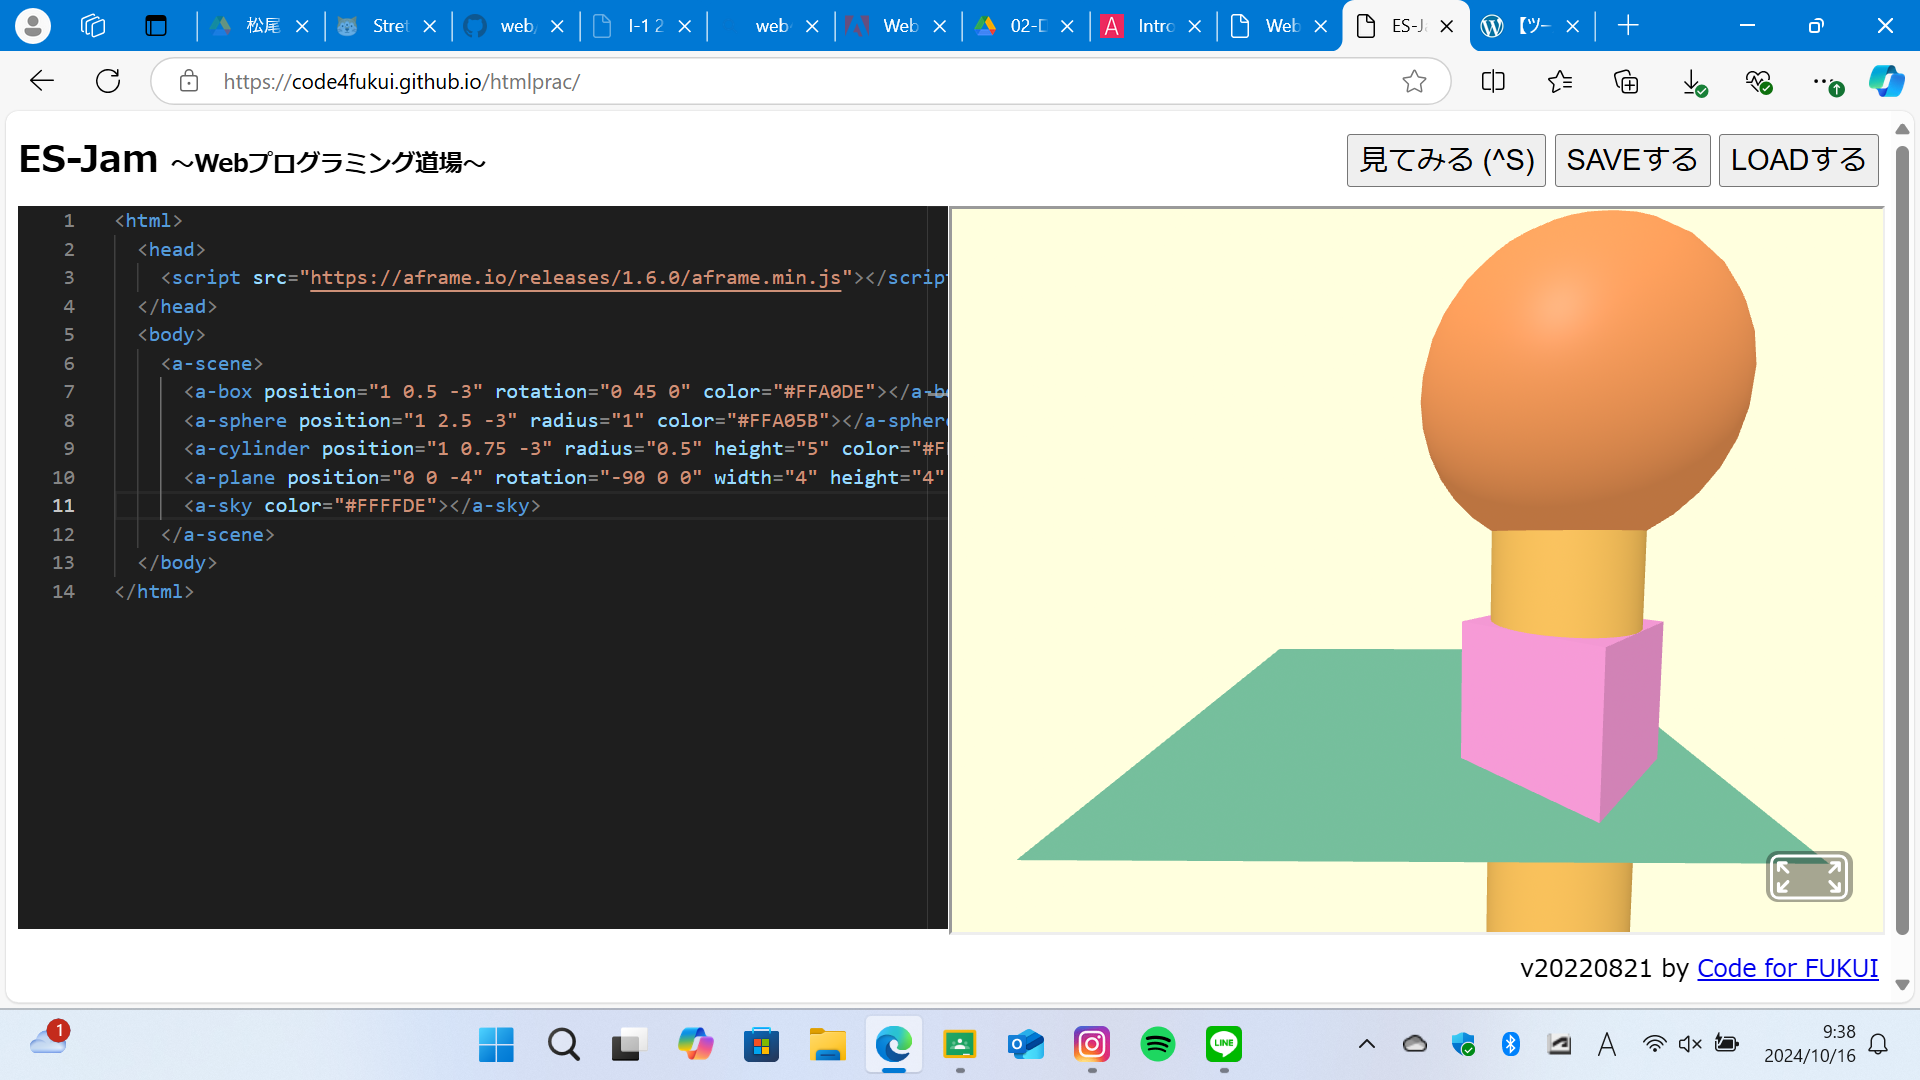 松尾
Stret
web
I-1 2
web
Web
02-D
Intro
Web
ES-Ja
【ツー
https://code4fukui.github.io/htmlprac/
ES-Jam ～Webプログラミング道場～
見てみる (^S)
SAVEする
LOADする
1 <html>
2 <head>
3 <script src="https://aframe.io/releases/1.6.0/aframe.min.js"></script
4 </head>
5 <body>
6 <a-scene>
7 <a-box position="1 0.5 -3" rotation="0 45 0" color="#FFA0DE"></a-bo
8 <a-sphere position="1 2.5 -3" radius="1" color="#FFA05B"></a-sphere
9 <a-cylinder position="1 0.75 -3" radius="0.5" height="5" color="#F
10 <a-plane position="0 0 -4" rotation="-90 0 0" width="4" height="4"
11 <a-sky color="#FFFFDE"></a-sky>
12 </a-scene>
13 </body>
14 </html>
v20220821 by Code for FUKUI
1
LINE
A
9:38
2024/10/16